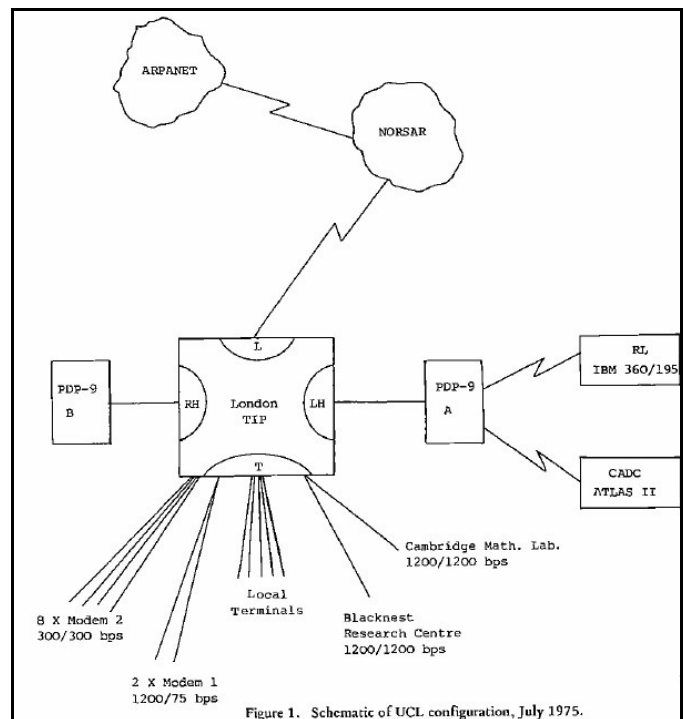 ARPANET
NORSAR
L
RL
IBM 360/195
PDP-9
B
RH
London
TIP
LH
PDP-9
A
T
CADC
ATLAS II
Cambridge Math. Lab.
1200/1200 bps
Local
Terminals
8 X Modem 2
300/300 bps
Blacknest
Research Centre
1200/1200 bps
2 X Modem 1
1200/75 bps
Figure 1. Schematic of UCL configuration, July 1975.